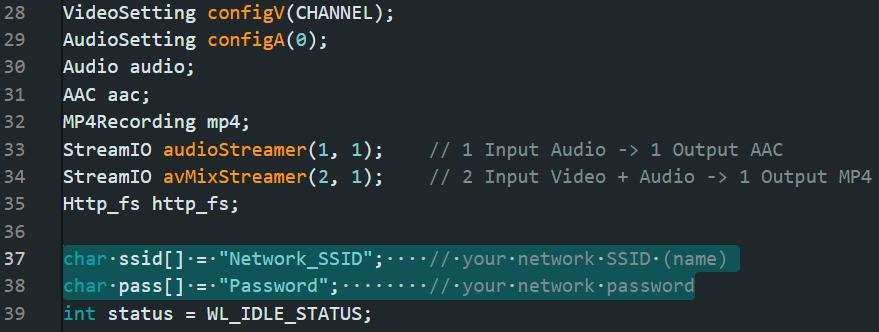 28 VideoSetting configV(CHANNEL);
29 AudioSetting configA(0);
30 Audio audio;
31 AAC aac;
32 MP4Recording mp4;
33 StreamIO audioStreamer(1, 1);    // 1 Input Audio -> 1 Output AAC
34 StreamIO avMixStreamer(2, 1);    // 2 Input Video + Audio -> 1 Output MP4
35 Http_fs http_fs;
36
37 char·ssid[]·=·"Network_SSID";····//·your·network·SSID·(name)
38 char·pass[]·=·"Password";········//·your·network·password
39 int status = WL_IDLE_STATUS;